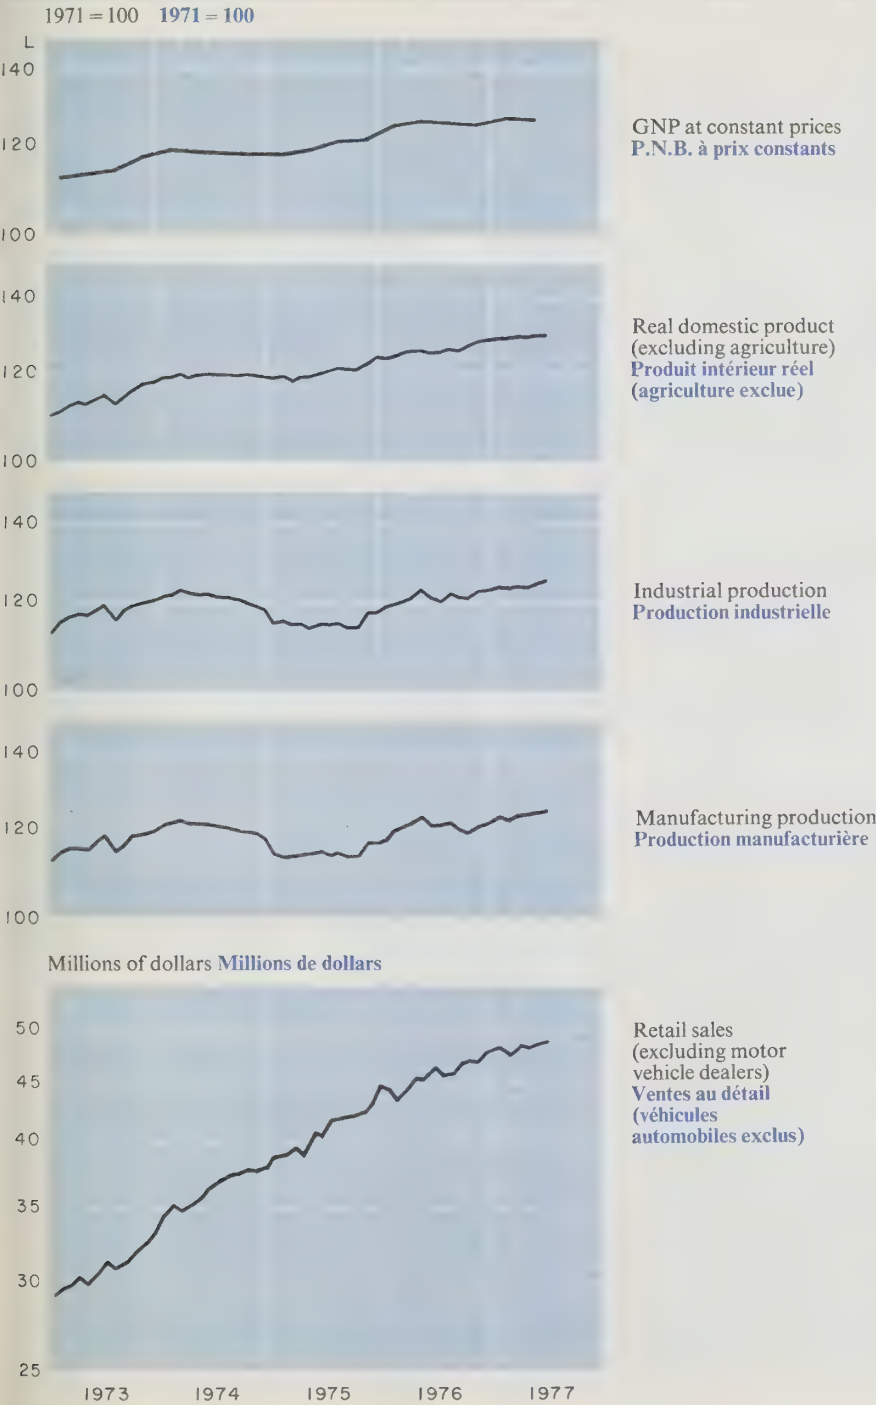 1971 = 100 1971 = 100
L
140
120
100
GNP at constant prices
P.N.B. à prix constants
140
120
100
Real domestic product
(excluding agriculture)
Produit intérieur réel
(agriculture exclue)
140
120
100
Industrial production
Production industrielle
140
120
100
Manufacturing production
Production manufacturière
Millions of dollars Millions de dollars
50
45
40
35
30
25
Retail sales
(excluding motor
vehicle dealers)
Ventes au détail
(véhicules
automobiles exclus)
1973 1974 1975 1976 1977